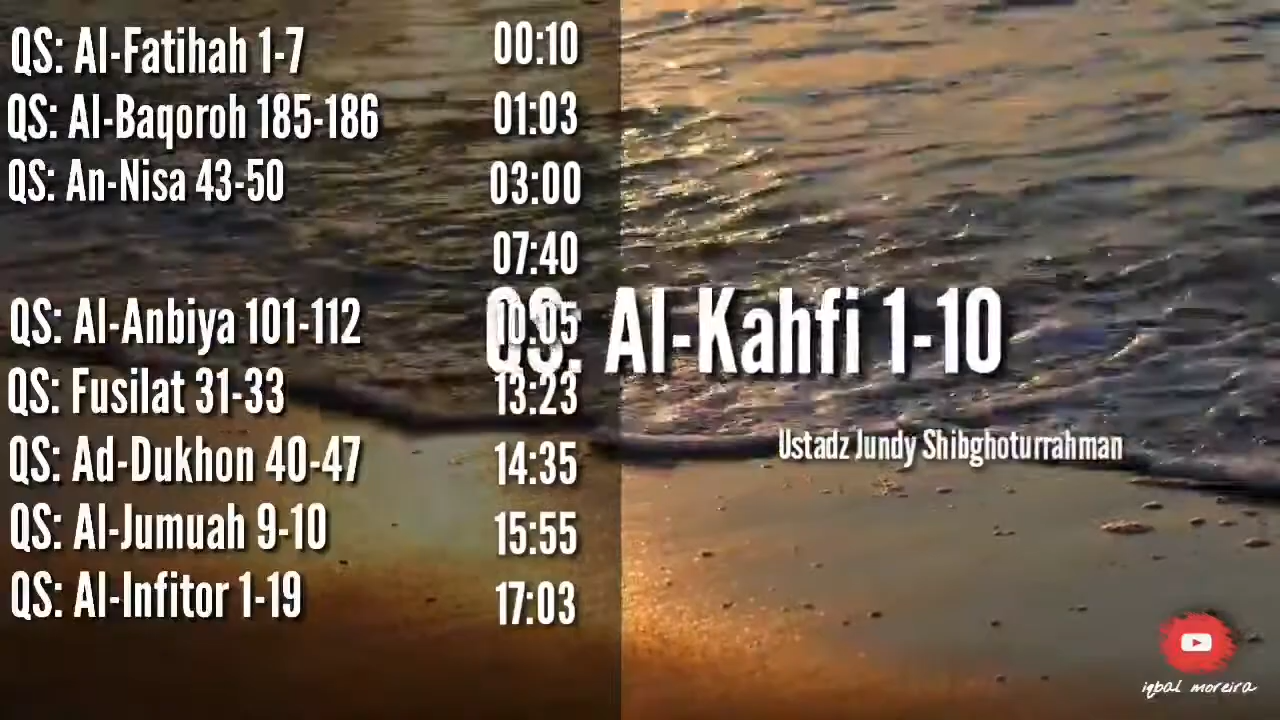 QS: Al-Fatihah 1-7 00:10
QS: Al-Baqoroh 185-186 01:03
QS: An-Nisa 43-50 03:00
07:40
QS: Al-Kahfi 1-10
QS: Al-Anbiya 101-112 10:05
QS: Fusilat 31-33 13:23
Ustadz Jundy Shibghoturrahman
QS: Ad-Dukhon 40-47 14:35
QS: Al-Jumuah 9-10 15:55
QS: Al-Infitor 1-19 17:03
iqbal moreira